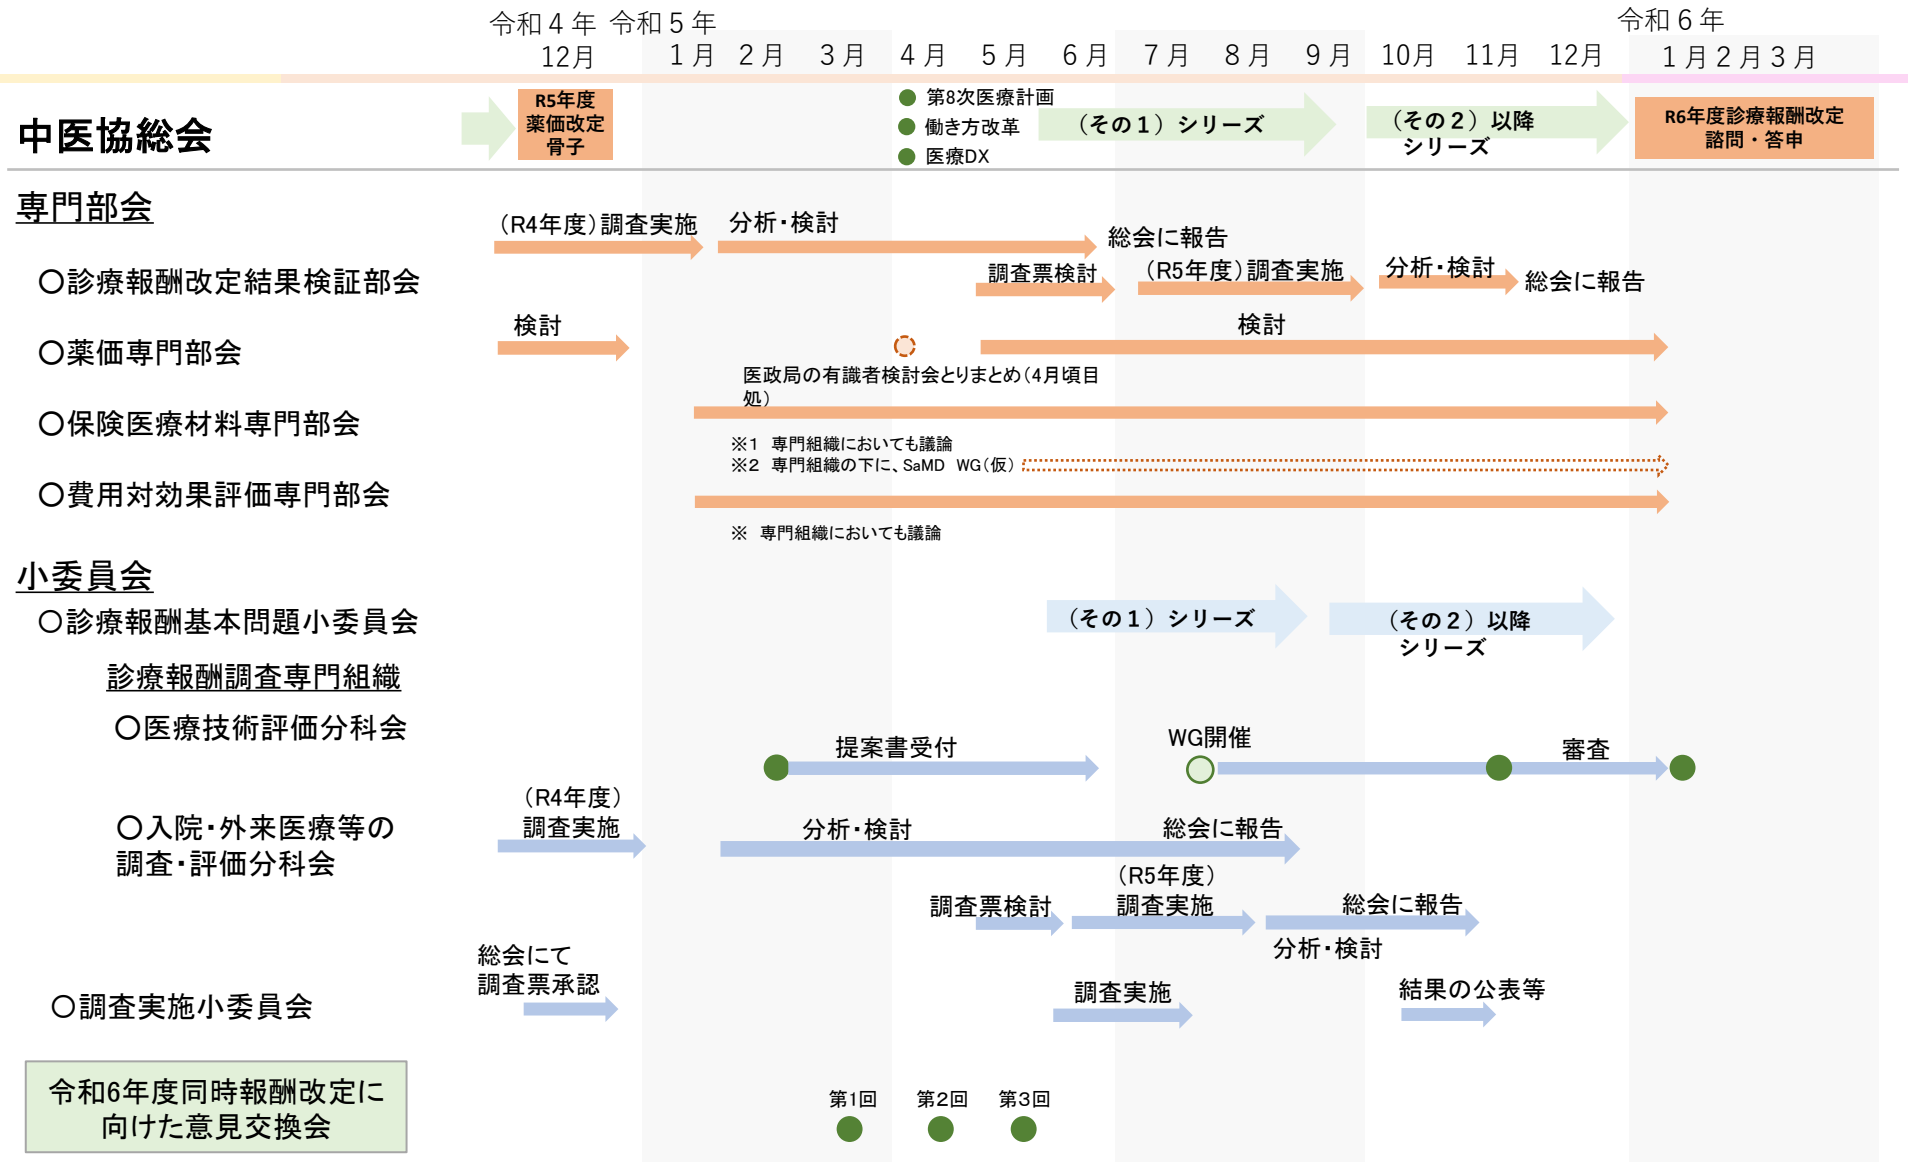 令和４年 令和５年 令和６年
12月 １月 ２月 ３月 ４月 ５月 ６月 ７月 ８月 ９月 10月 11月 12月 １月２月３月
中医協総会
R5年度
薬価改定
骨子
第8次医療計画
働き方改革
医療DX
（その１）シリーズ
（その２）以降
シリーズ
R6年度診療報酬改定
諮問・答申
専門部会
（R4年度）調査実施
分析・検討
総会に報告
○診療報酬改定結果検証部会
調査票検討
（R5年度）調査実施
分析・検討
総会に報告
○薬価専門部会
検討
検討
医政局の有識者検討会とりまとめ（4月頃目
処）
○保険医療材料専門部会
※1　専門組織においても議論
※2　専門組織の下に、SaMD　WG（仮）
○費用対効果評価専門部会
※　専門組織においても議論
小委員会
○診療報酬基本問題小委員会
（その１）シリーズ
（その２）以降
シリーズ
診療報酬調査専門組織
○医療技術評価分科会
提案書受付
WG開催
審査
○入院・外来医療等の
調査・評価分科会
（R4年度）
調査実施
分析・検討
総会に報告
調査票検討
（R5年度）
調査実施
総会に報告
分析・検討
○調査実施小委員会
総会にて
調査票承認
調査実施
結果の公表等
令和6年度同時報酬改定に
向けた意見交換会
第1回
第２回
第３回